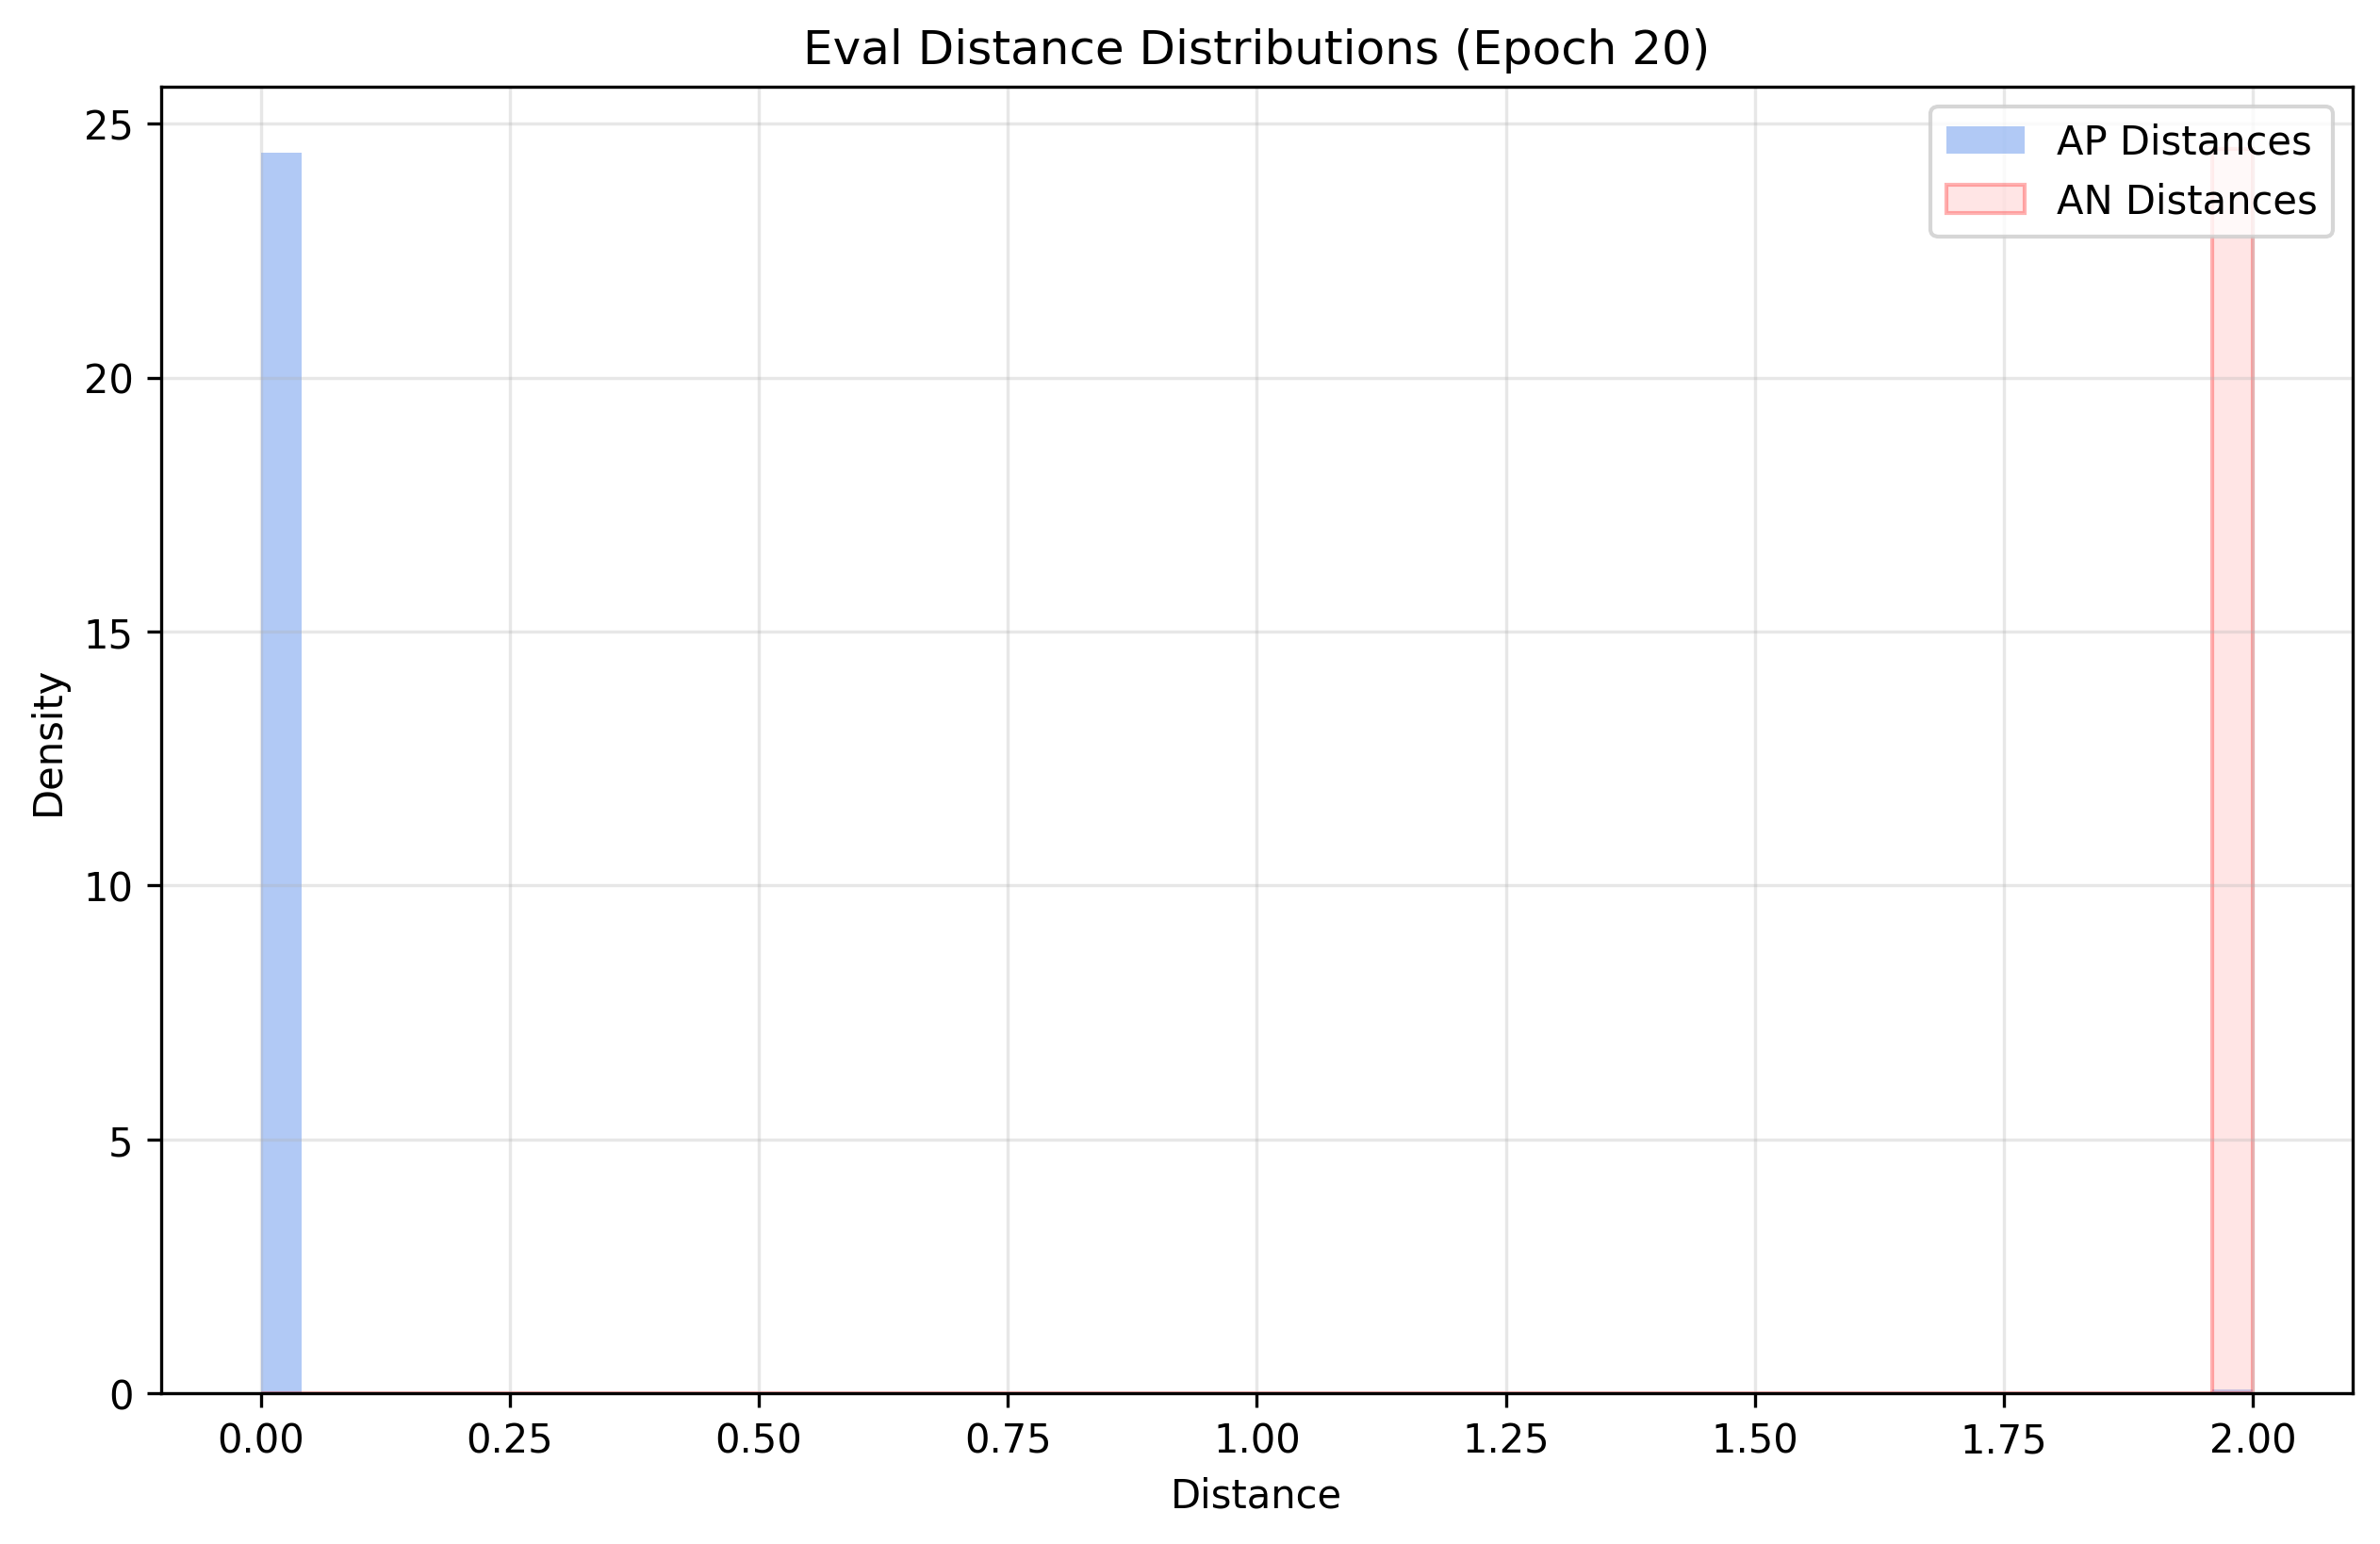 Eval Distance Distributions (Epoch 20)
AP Distances
AN Distances
25
20
15
10
5
0
Density
0.00 0.25 0.50 0.75 1.00 1.25 1.50 1.75 2.00
Distance